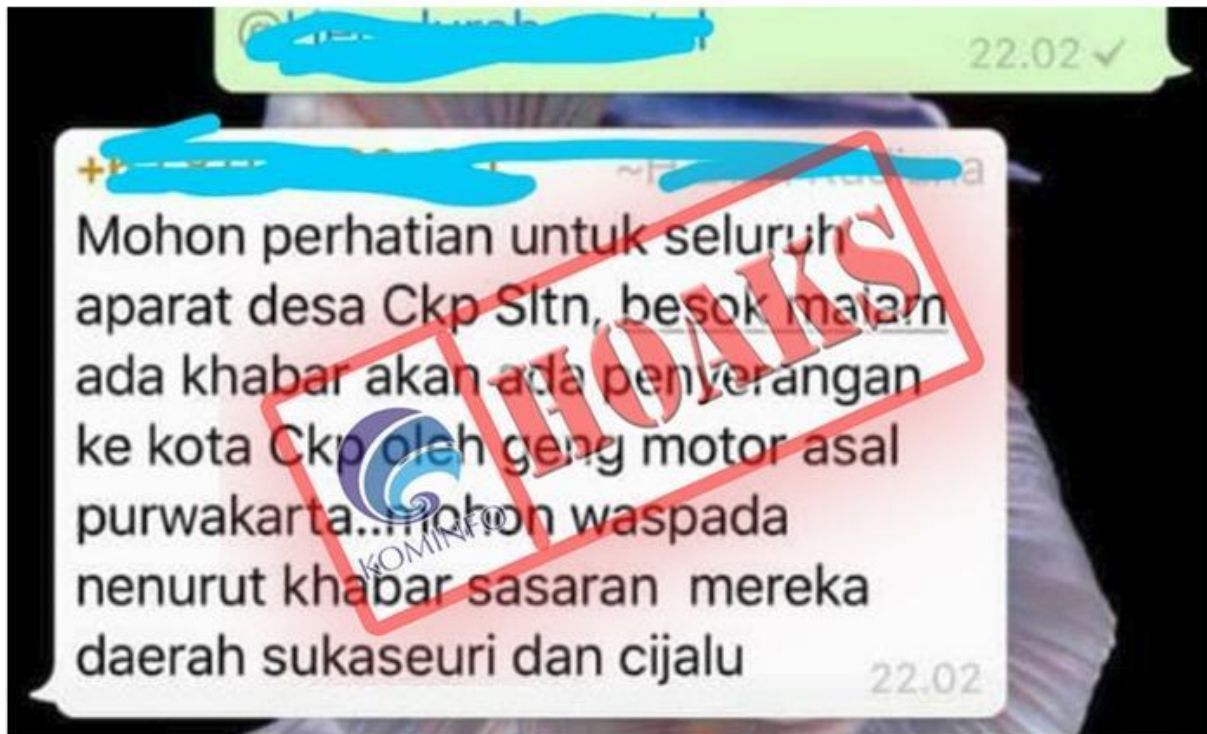 22.02
Mohon perhatian untuk seluruh
aparat desa Ckp Sltn, besok malam
ada khabar akan ada penyerangan
ke kota Ckp oleh geng motor asal
purwakarta..mohon waspada
nenurut khabar sasaran mereka
daerah sukaseuri dan cijalu
22.02
HOAKS
KOMINFO